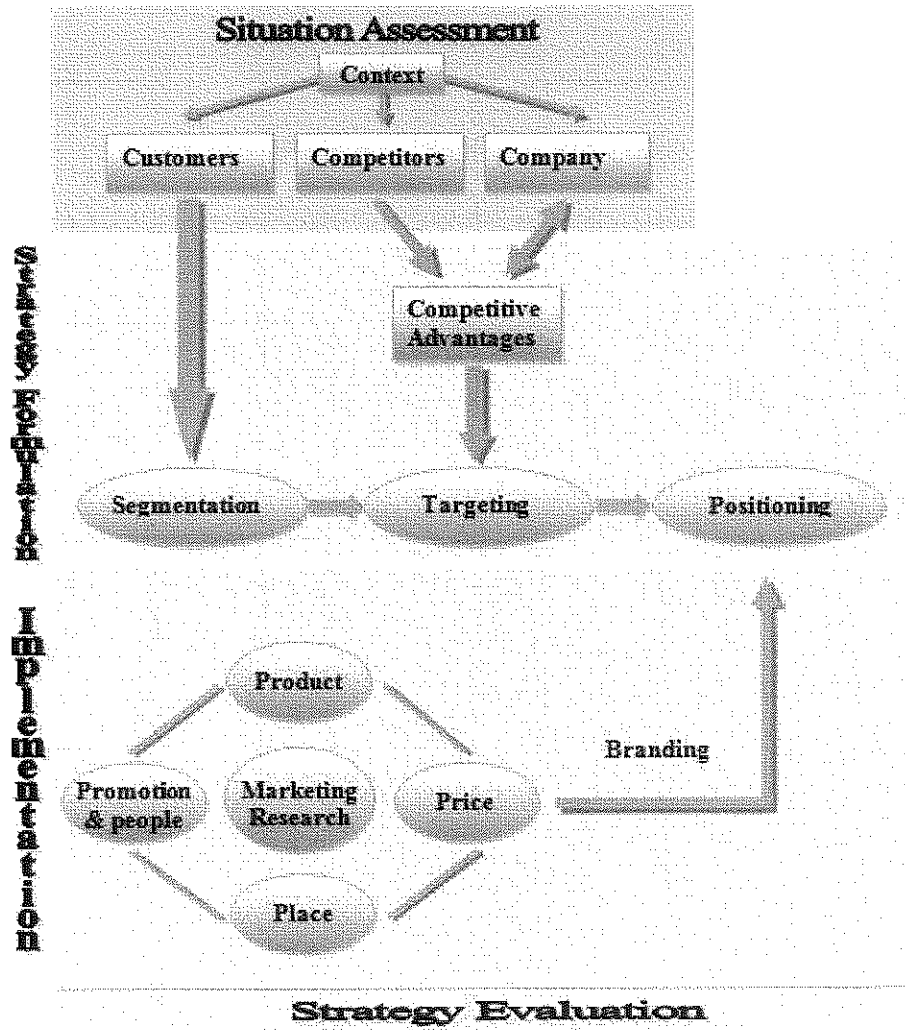 Situation Assessment
Context
Customers
Competitors
Company
Competitive
Advantages
Strategy Formulation
Segmentation
Targeting
Positioning
Implementation
Product
Branding
Promotion
& people
Marketing
Research
Price
Place
Strategy Evaluation